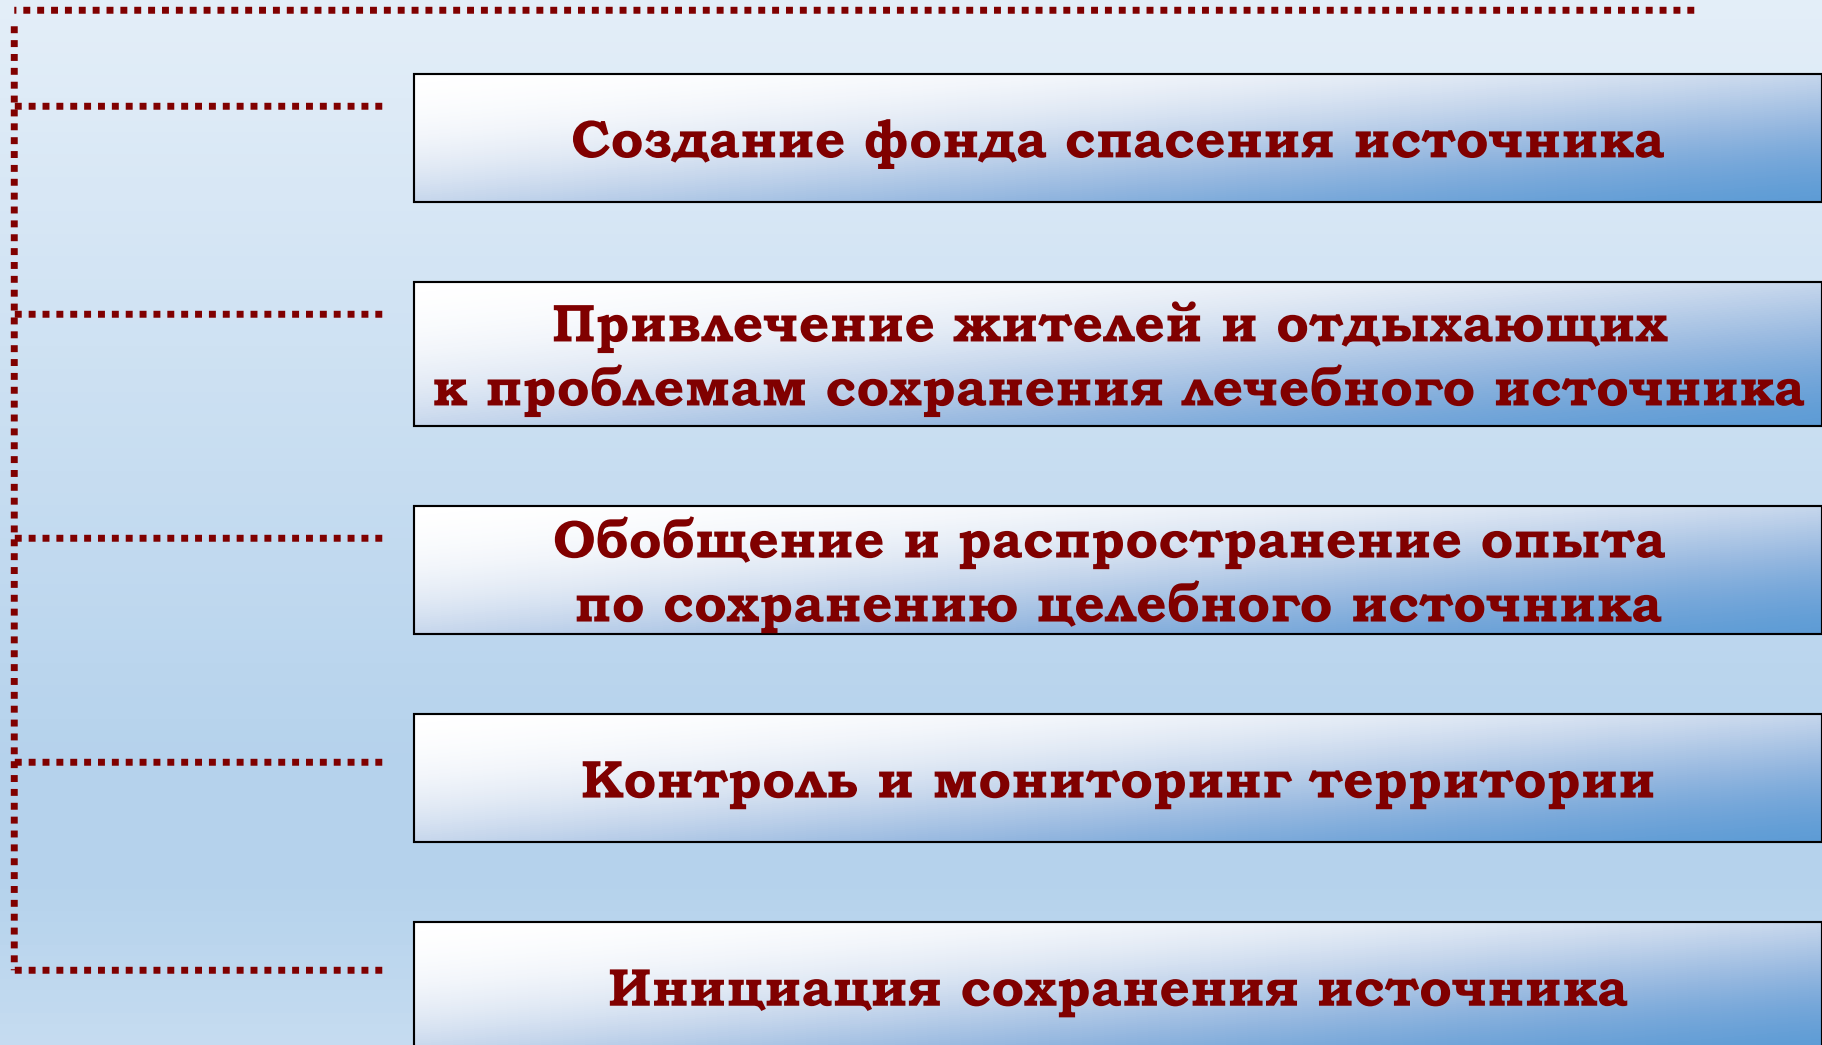 Создание фонда спасения источника
Привлечение жителей и отдыхающих
к проблемам сохранения лечебного источника
Обобщение и распространение опыта
по сохранению целебного источника
Контроль и мониторинг территории
Инициация сохранения источника